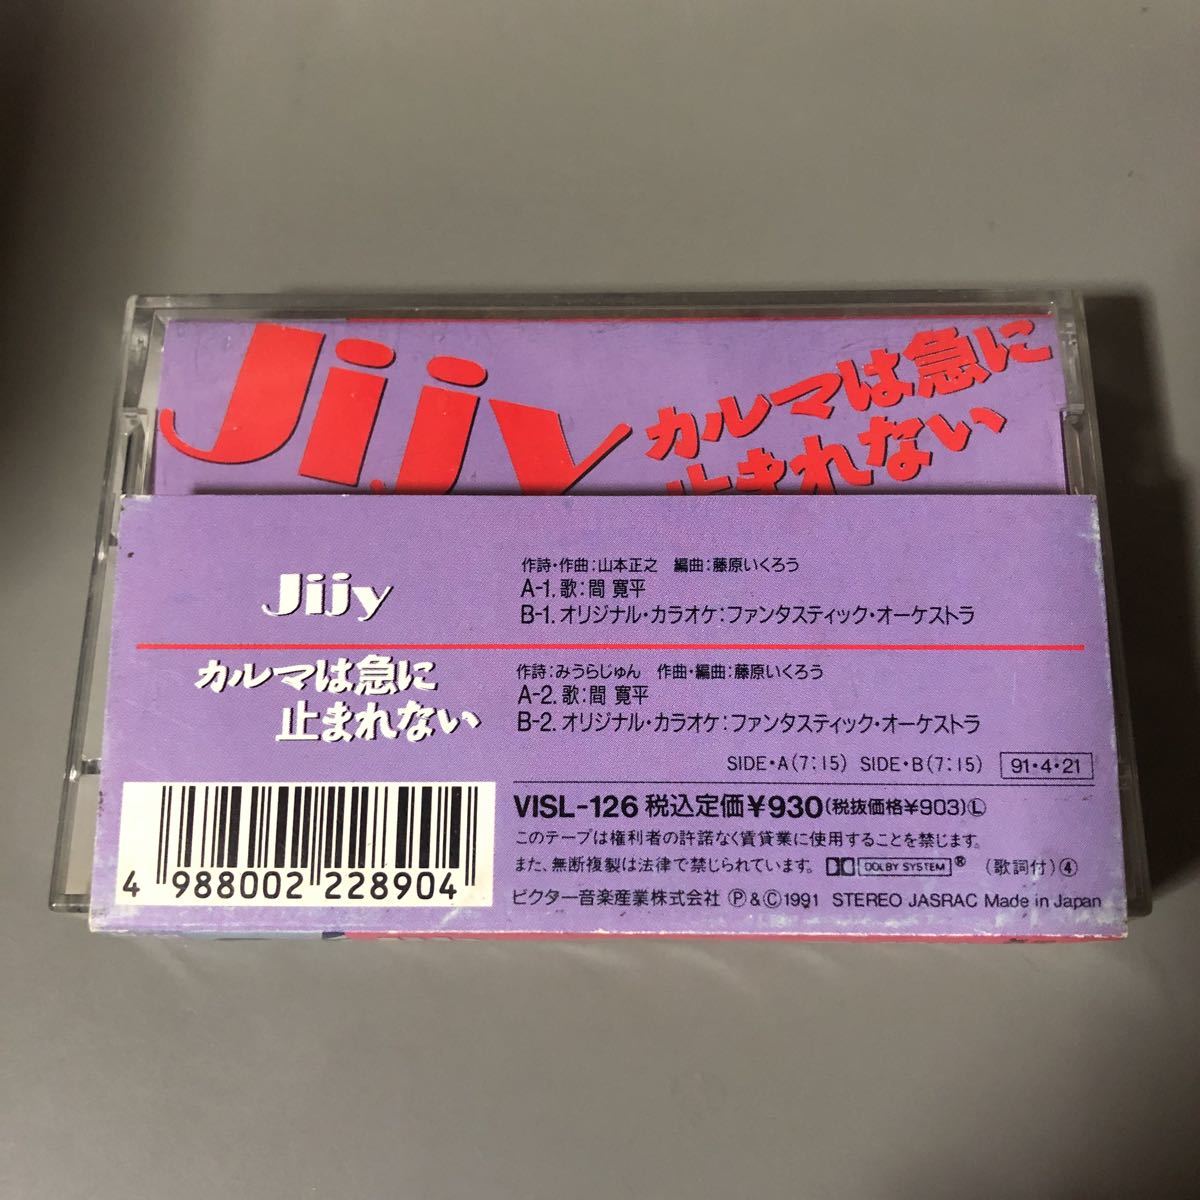 Jijy
カルマは急に
止まれない
Jijy
作詩・作曲:山本正之 編曲:藤原いくろう
A-1.歌:間 寛平
B-1.オリジナル・カラオケ:ファンタスティック・オーケストラ
カルマは急に
止まれない
作詩:みうらじゅん 作曲・編曲:藤原いくろう
A-2.歌:間 寛平
B-2.オリジナル・カラオケ:ファンタスティック・オーケストラ
SIDE・A(7:15) SIDE・B(7:15) 91・4・21
4 988002 228904
VISL-126 税込定価¥930(税抜価格¥903)Ⓛ
このテープは権利者の許諾なく賃貸業に使用することを禁じます。
また、無断複製は法律で禁じられています。 DOLBY SYSTEM® (歌詞付)④
ビクター音楽産業株式会社 Ⓟ&Ⓒ1991 STEREO JASRAC Made in Japan